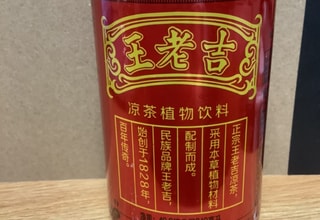 王老吉
凉茶植物饮料
正宗王老吉凉茶，
采用本草植物材料
配制而成。
民族品牌王老吉，
始创于1828年，
百年传奇。